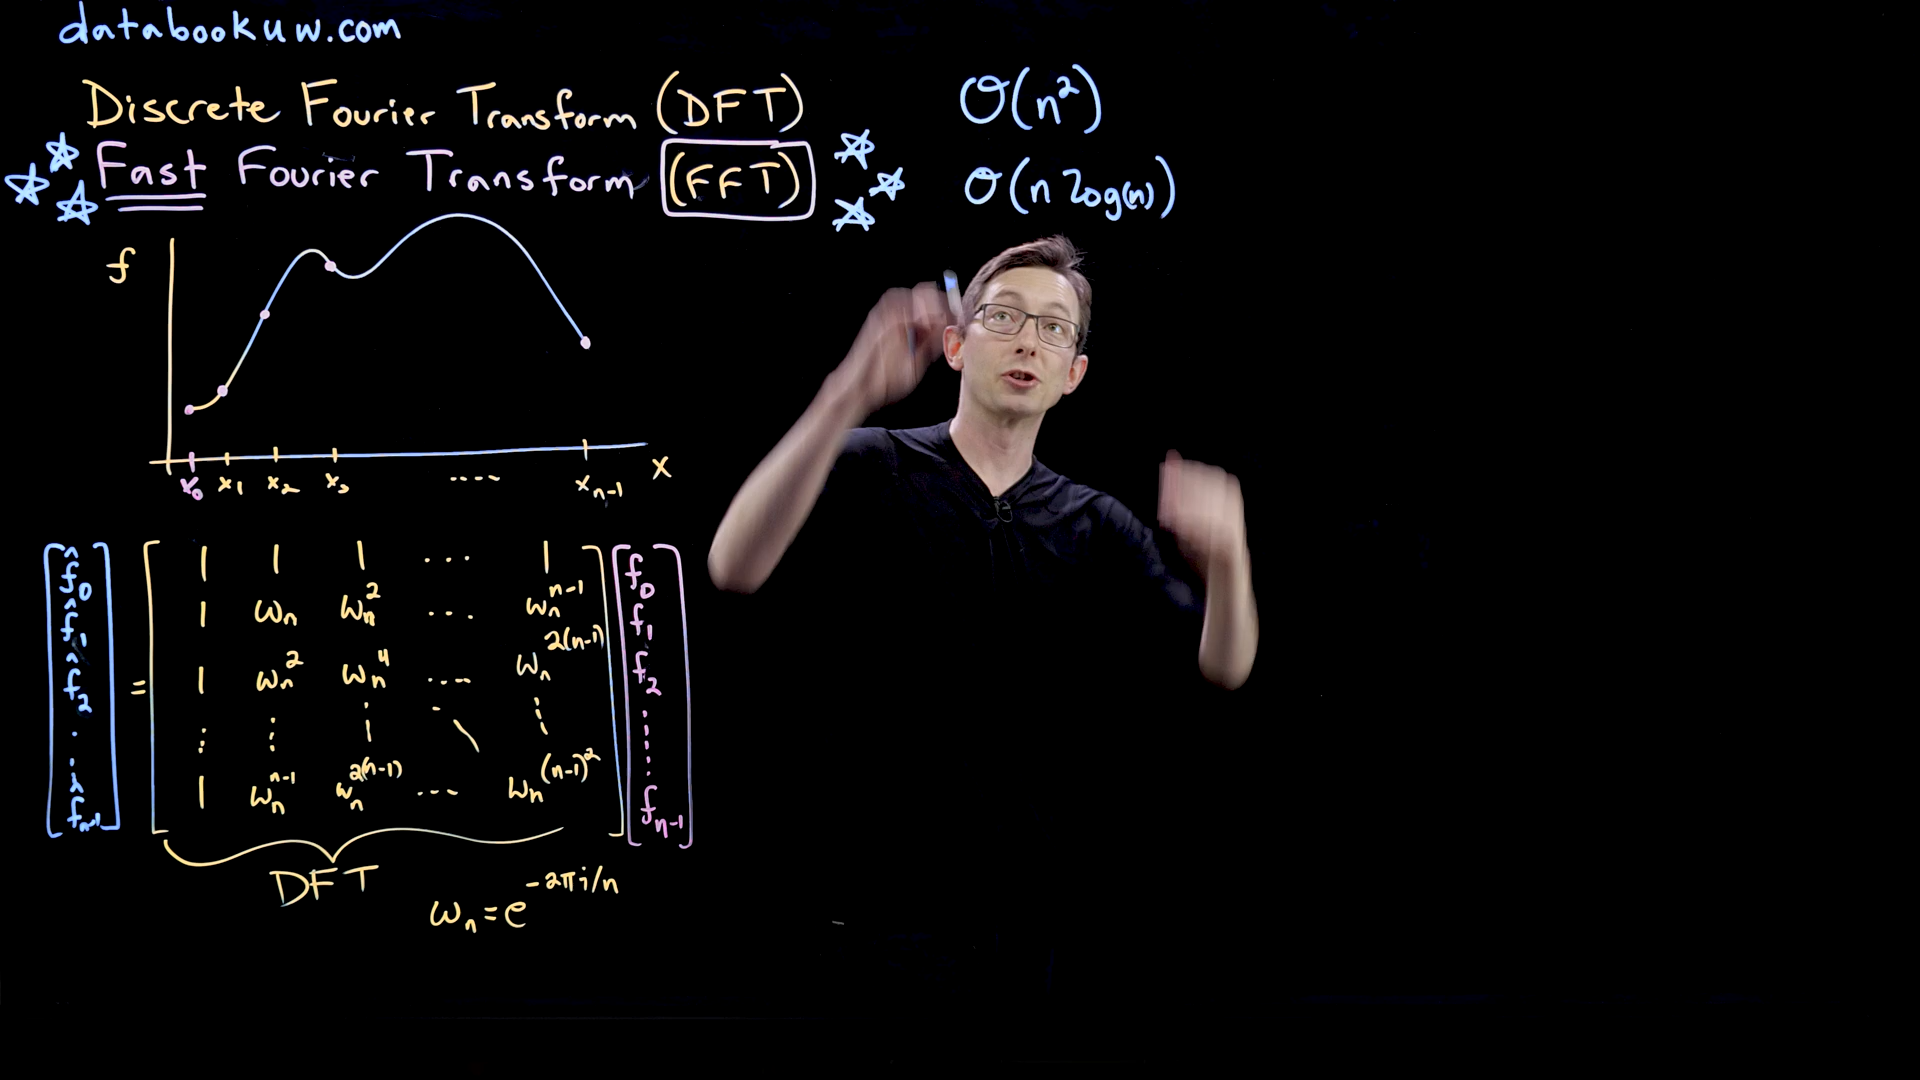 databookuw.com
Discrete Fourier Transform (DFT) O(n²)
Fast Fourier Transform (FFT) O(n log(n))
f
x
x₀ x₁ x₂ x₃ .... xₙ₋₁
f̂₀ 1 1 1 ... 1 f₀
f̂₁ 1 ωₙ ωₙ² ... ωₙⁿ⁻¹ f₁
f̂₂ = 1 ωₙ² ωₙ⁴ .... ωₙ²⁽ⁿ⁻¹⁾ f₂
f̂ₙ₋₁ 1 ωₙⁿ⁻¹ ωₙ²⁽ⁿ⁻¹⁾ ... ωₙ^(n-1)² fₙ₋₁
DFT
ωₙ = e^-2πi/n